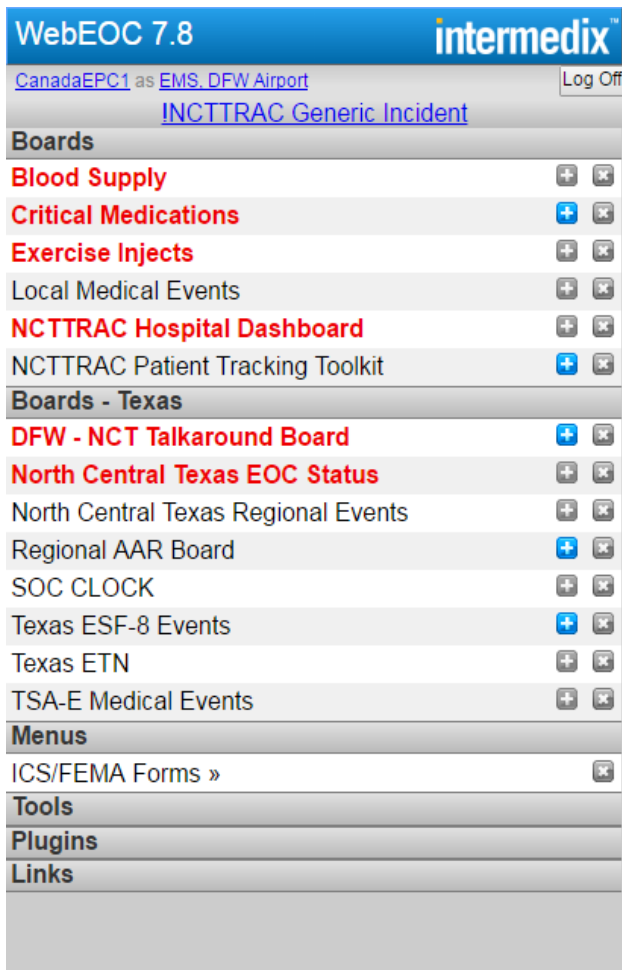 WebEOC 7.8
intermedix™
CanadaEPC1 as EMS, DFW Airport
Log Off
!NCTTRAC Generic Incident
Boards
Blood Supply
Critical Medications
Exercise Injects
Local Medical Events
NCTTRAC Hospital Dashboard
NCTTRAC Patient Tracking Toolkit
Boards - Texas
DFW - NCT Talkaround Board
North Central Texas EOC Status
North Central Texas Regional Events
Regional AAR Board
SOC CLOCK
Texas ESF-8 Events
Texas ETN
TSA-E Medical Events
Menus
ICS/FEMA Forms »
Tools
Plugins
Links